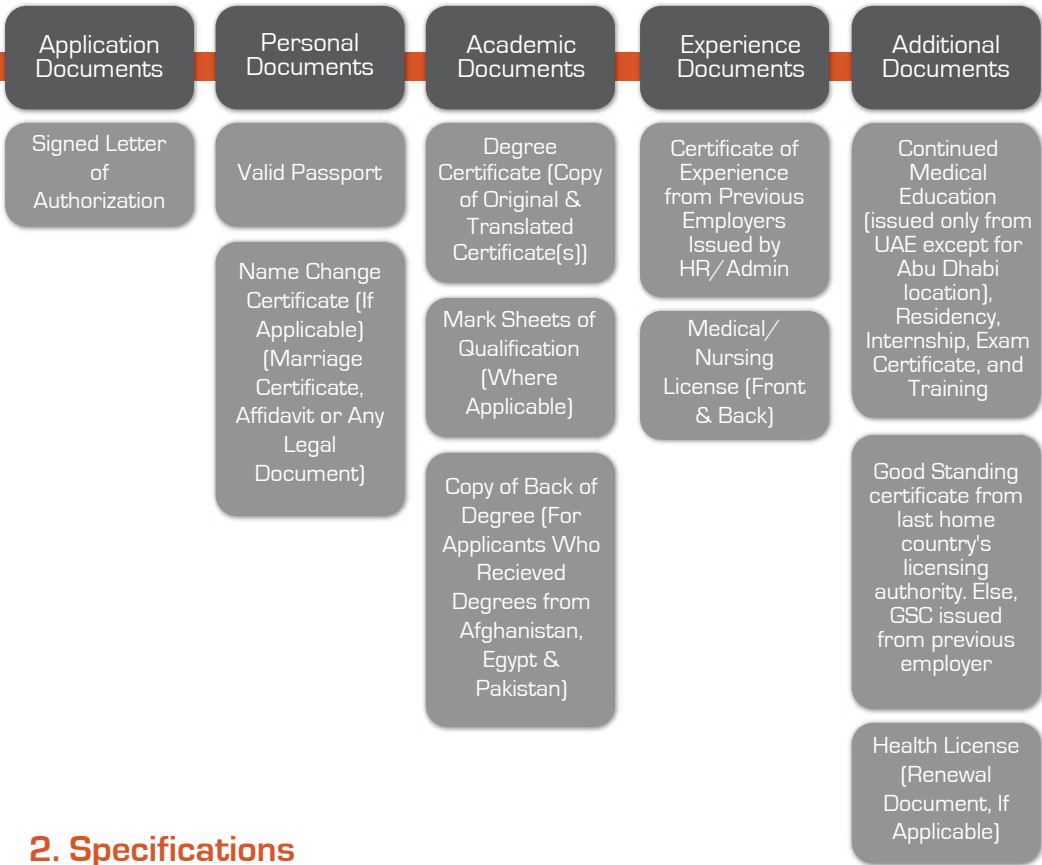 Application
Documents
Personal
Documents
Academic
Documents
Experience
Documents
Additional
Documents
Signed Letter
of
Authorization
Valid Passport
Name Change
Certificate (If
Applicable)
(Marriage
Certificate,
Affidavit or Any
Legal
Document)
Degree
Certificate (Copy
of Original &
Translated
Certificate(s))
Mark Sheets of
Qualification
(Where
Applicable)
Copy of Back of
Degree (For
Applicants Who
Recieved
Degrees from
Afghanistan,
Egypt &
Pakistan)
Certificate of
Experience
from Previous
Employers
Issued by
HR/Admin
Medical/
Nursing
License (Front
& Back)
Continued
Medical
Education
(issued only from
UAE except for
Abu Dhabi
location),
Residency,
Internship, Exam
Certificate, and
Training
Good Standing
certificate from
last home
country's
licensing
authority. Else,
GSC issued
from previous
employer
Health License
(Renewal
Document, If
Applicable)
2. Specifications